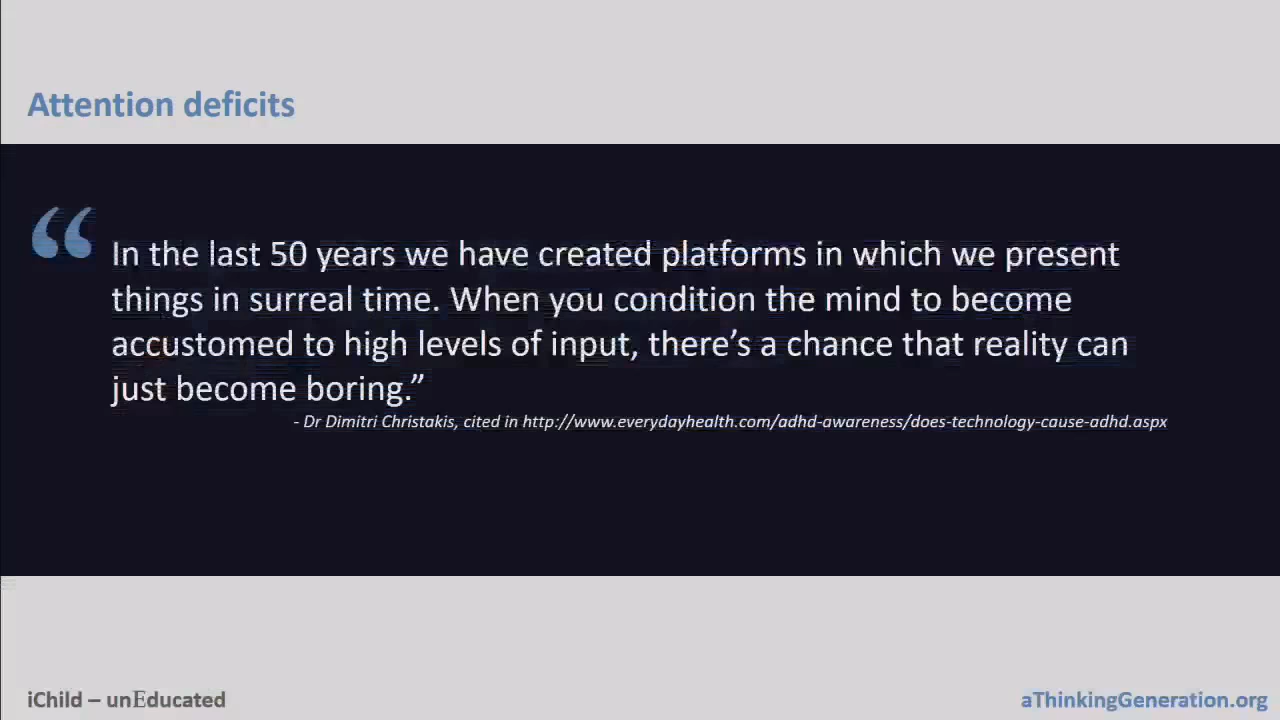 Attention deficits
“
In the last 50 years we have created platforms in which we present
things in surreal time. When you condition the mind to become
accustomed to high levels of input, there’s a chance that reality can
just become boring.”
- Dr Dimitri Christakis, cited in http://www.everydayhealth.com/adhd-awareness/does-technology-cause-adhd.aspx
iChild – unEducated
aThinkingGeneration.org